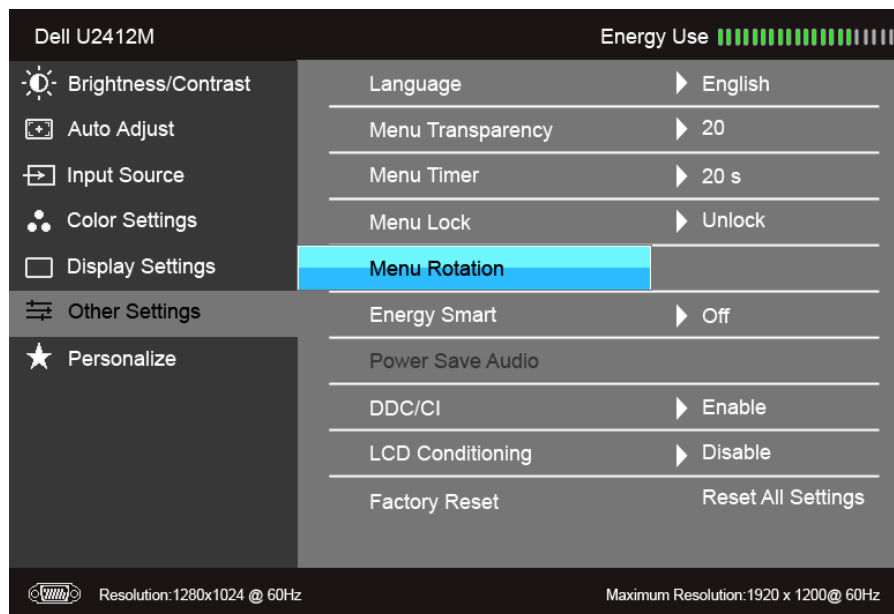 Dell U2412M Energy Use
Brightness/Contrast
Auto Adjust
Input Source
Color Settings
Display Settings
Other Settings
Personalize
Language English
Menu Transparency 20
Menu Timer 20 s
Menu Lock Unlock
Menu Rotation
Energy Smart Off
Power Save Audio
DDC/CI Enable
LCD Conditioning Disable
Factory Reset Reset All Settings
Resolution:1280x1024 @ 60Hz Maximum Resolution:1920 x 1200@ 60Hz